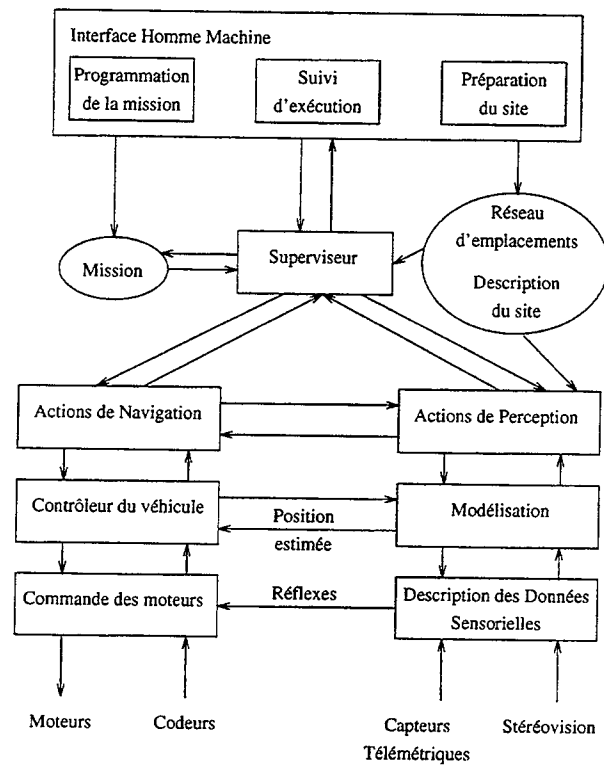 Interface Homme Machine
Programmation
de la mission
Suivi
d'exécution
Préparation
du site
Réseau
d'emplacements
Description
du site
Mission
Superviseur
Actions de Navigation
Actions de Perception
Contrôleur du véhicule
Position
estimée
Modélisation
Commande des moteurs
Réflexes
Description des Données
Sensorielles
Moteurs
Codeurs
Capteurs
Télémétriques
Stéréovision